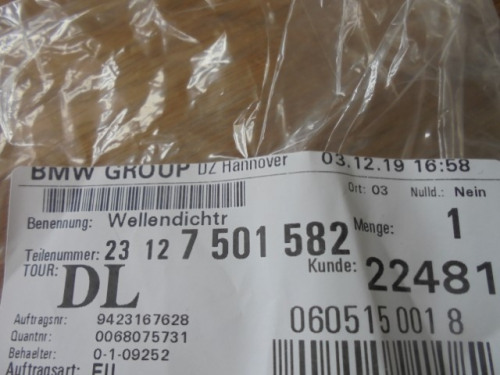 BMW GROUP DZ Hannover 03.12.19 16:58
Ort: 03 Nulld.: Nein
Benennung: Wellendichtr
Teilenummer: 23 12 7 501 582 Menge: 1
TOUR: DL Kunde: 22481
Auftragsnr: 9423167628
Quantnr: 0068075731
Behaelter: 0-1-09252
Auftragsart: EU
060515 001 8